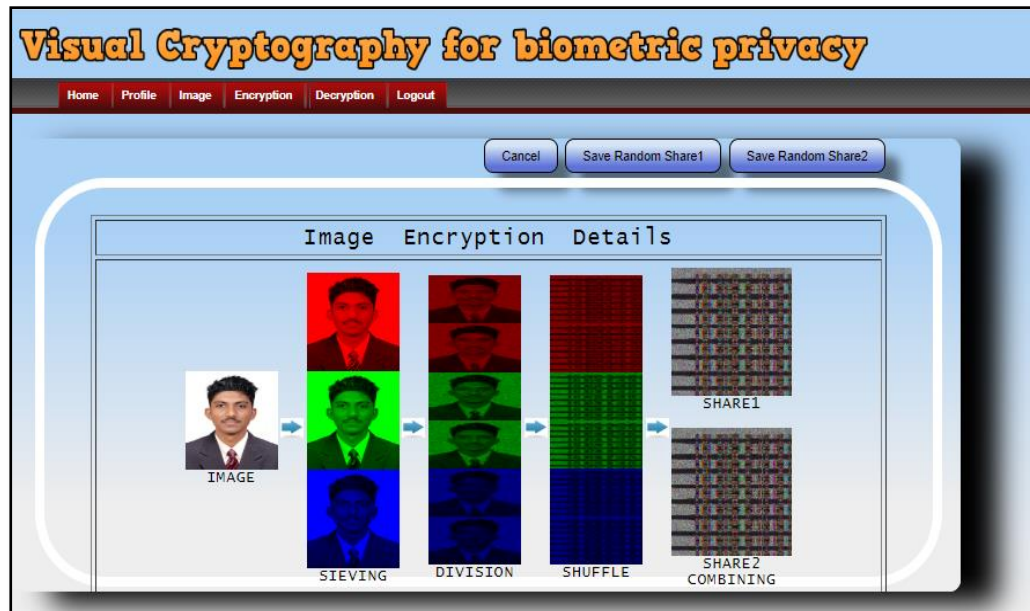 Visual Cryptography for biometric privacy
Home Profile Image Encryption Decryption Logout
Cancel Save Random Share1 Save Random Share2
Image Encryption Details
IMAGE
SIEVING
DIVISION
SHUFFLE
SHARE1
SHARE2
COMBINING